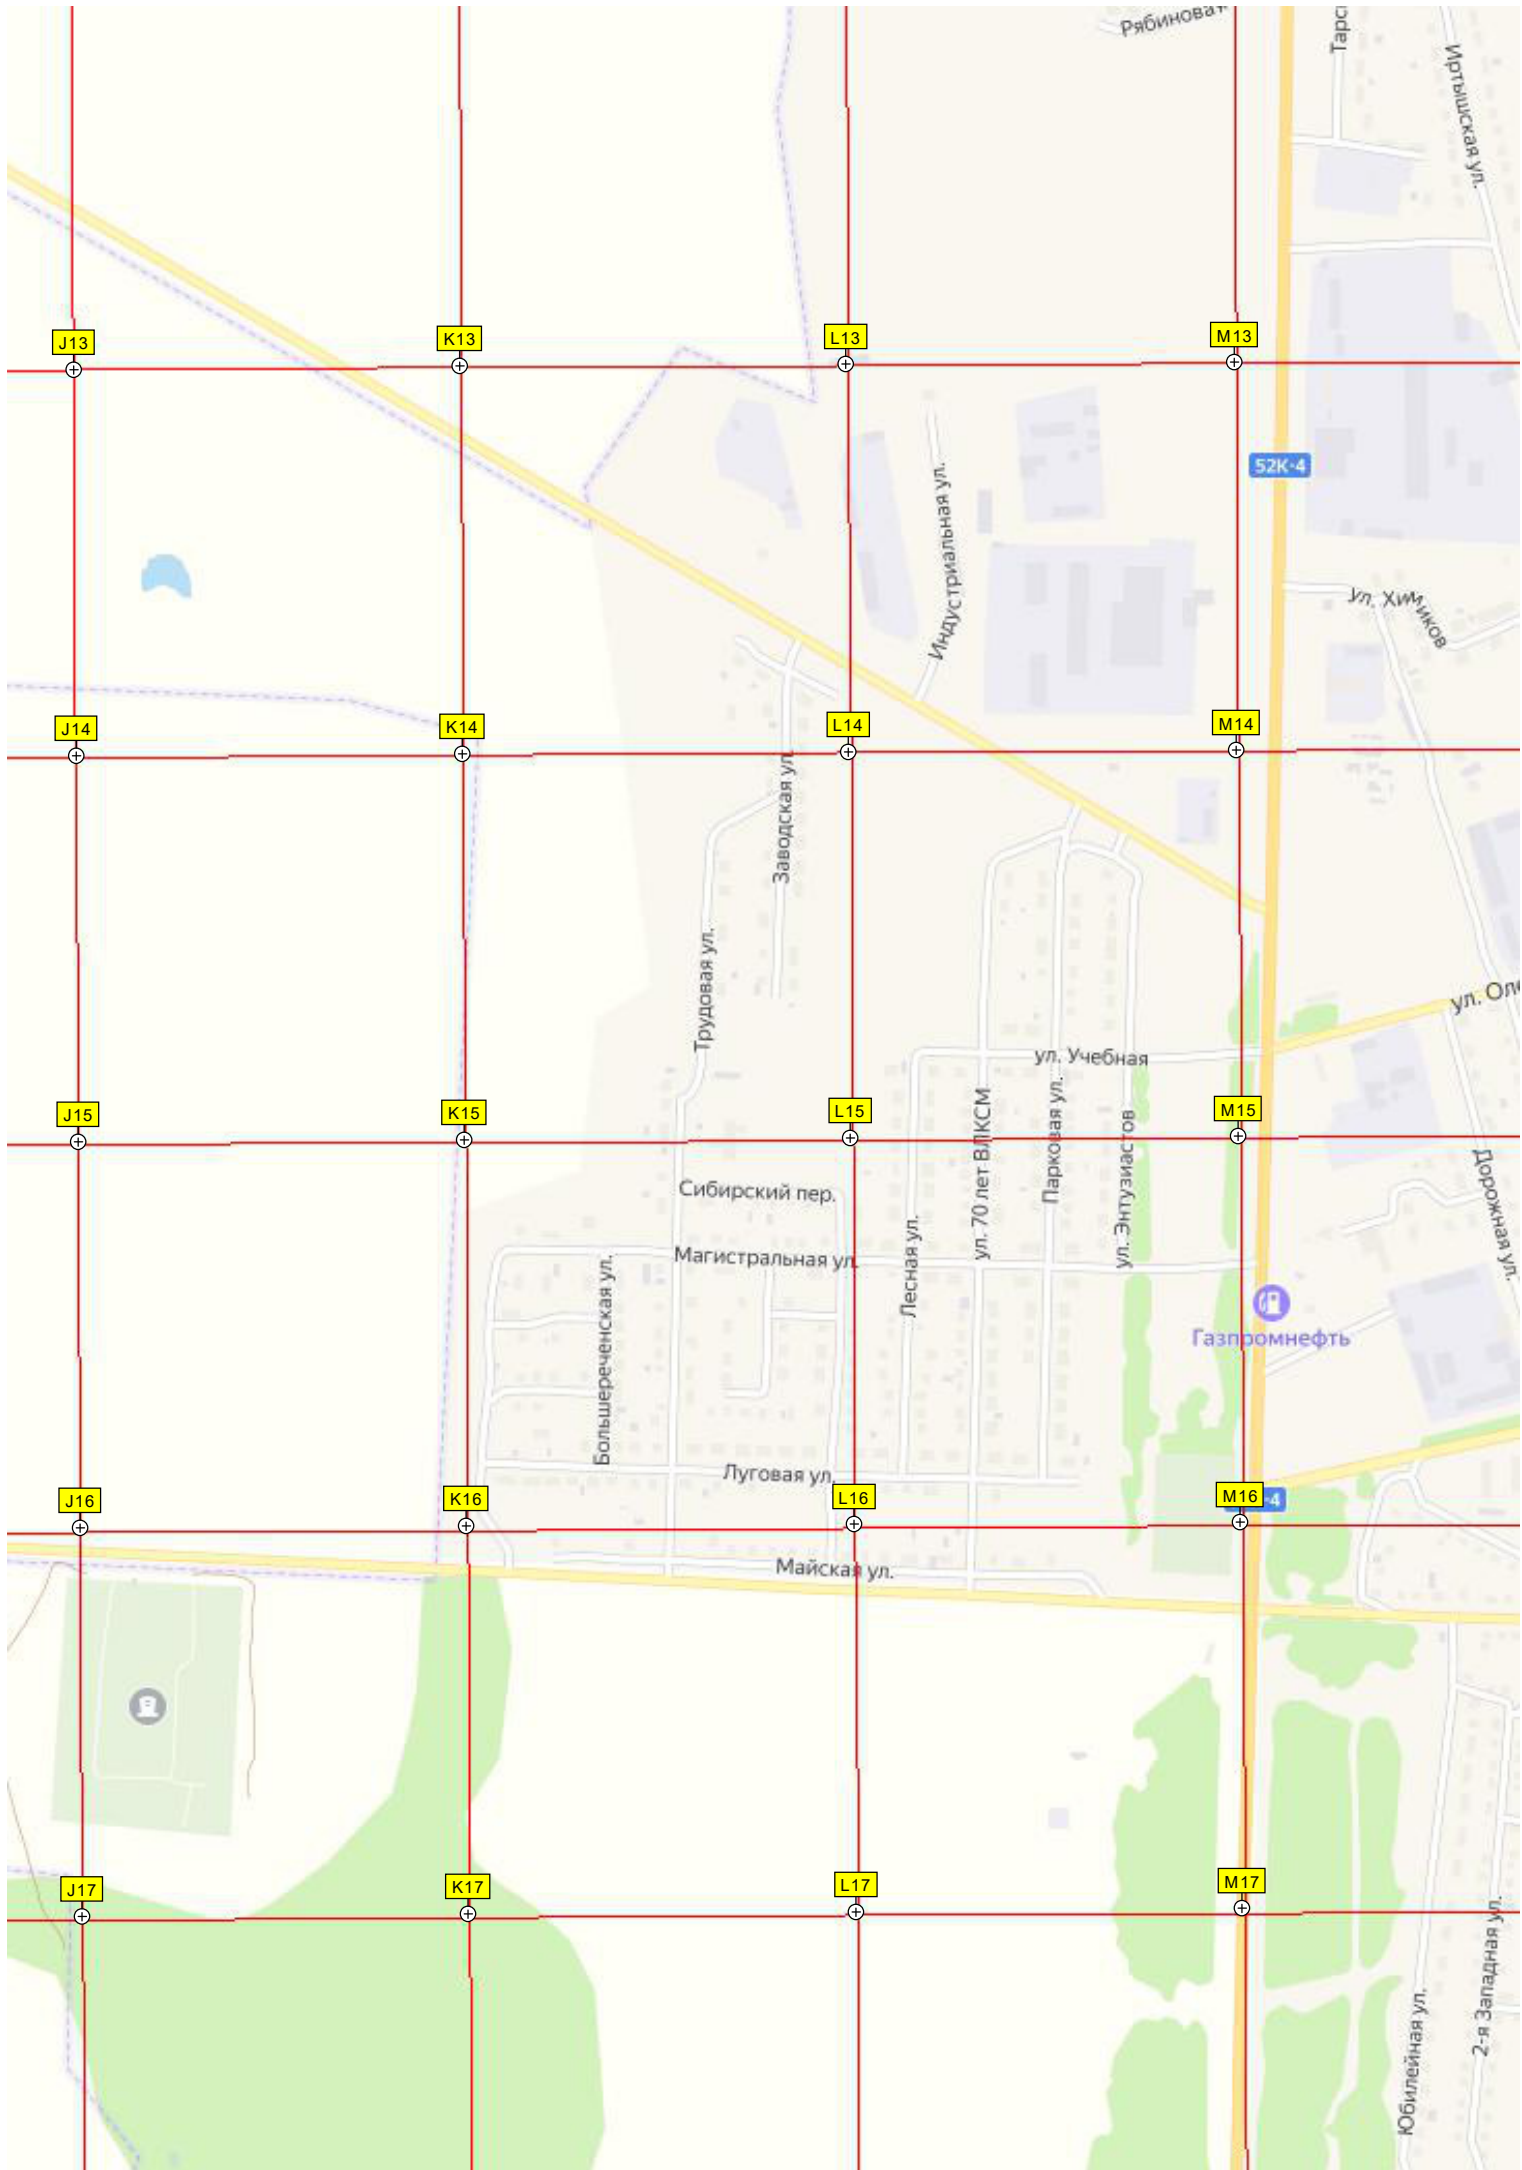 Рябиновая
Иртышская ул.
J13
K13
L13
M13
52К-4
Индустриальная ул.
ул. Химиков
J14
K14
L14
M14
Заводская ул.
Трудовая ул.
ул. Учебная
J15
K15
L15
M15
ул. 70 лет ВЛКСМ
Парковая ул.
ул. Энтузиастов
Дорожная ул.
Сибирский пер.
Магистральная ул.
Лесная ул.
Большереченская ул.
Газпромнефть
Луговая ул.
J16
K16
L16
M16
-4
Майская ул.
J17
K17
L17
M17
2-я Западная ул.
Юбилейная ул.